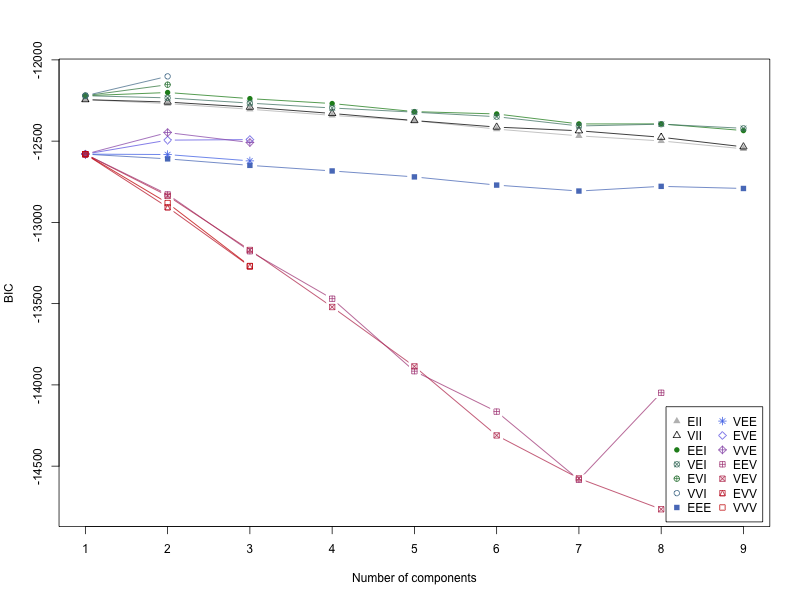 -12000
-12500
-13000
-13500
-14000
-14500
BIC
EII VEE
VII EVE
EEI VVE
VEI EEV
EVI VEV
VVI EVV
EEE VVV
1 2 3 4 5 6 7 8 9
Number of components